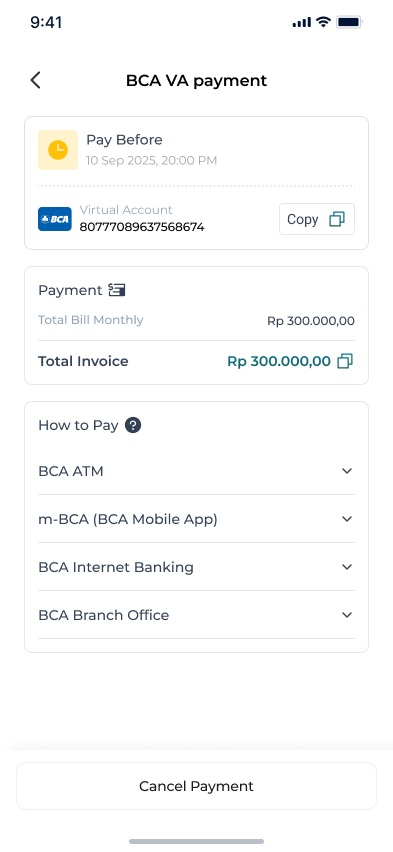 9:41
BCA VA payment
Pay Before
10 Sep 2025, 20:00 PM
BCA
Virtual Account
80777089637568674
Copy
Payment
Total Bill Monthly
Rp 300.000,00
Total Invoice
Rp 300.000,00
How to Pay
BCA ATM
m-BCA (BCA Mobile App)
BCA Internet Banking
BCA Branch Office
Cancel Payment